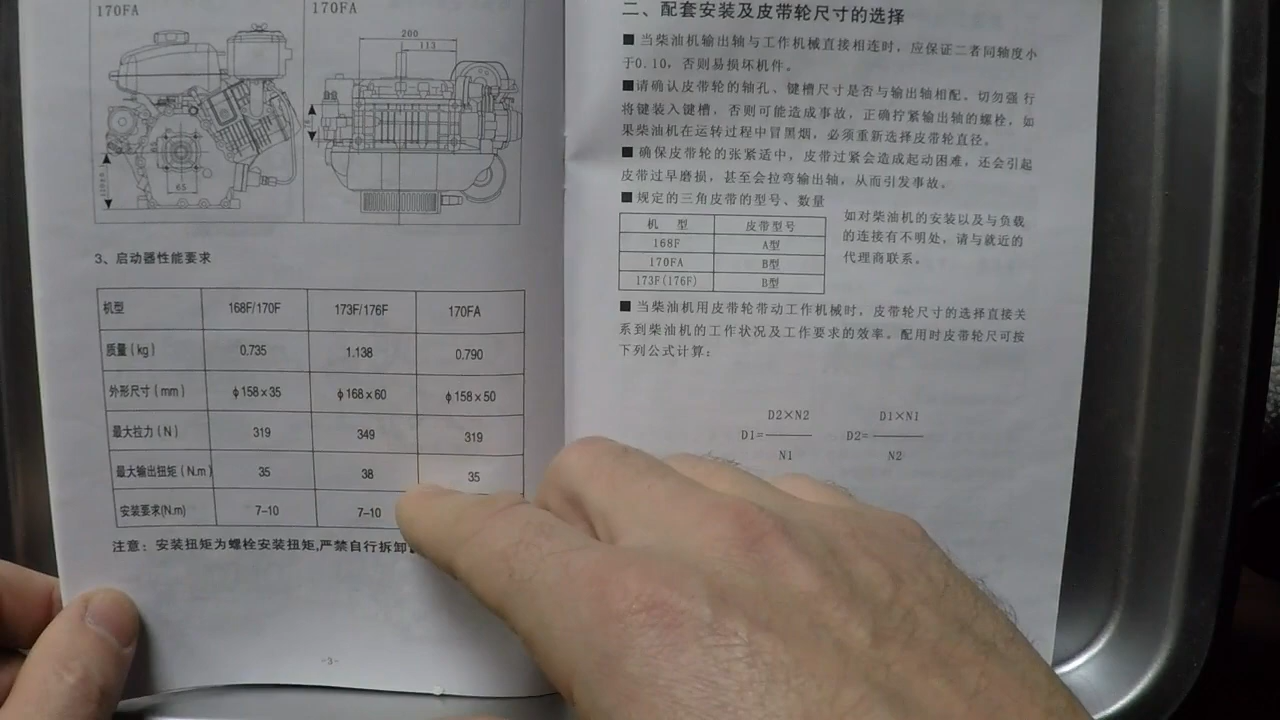 170FA
170FA
200
113
65
3、启动器性能要求
机型 168F/170F 173F/176F 170FA
质量(kg) 0.735 1.138 0.790
外形尺寸(mm) φ158×35 φ168×60 φ158×50
最大拉力(N) 319 349 319
最大输出扭矩(N.m) 35 38 35
安装要求(N.m) 7-10 7-10
注意：安装扭矩为螺栓安装扭矩,严禁自行拆卸
-3-
二、配套安装及皮带轮尺寸的选择
■当柴油机输出轴与工作机械直接相连时，应保证二者同轴度小
于0.10，否则易损坏机件。
■请确认皮带轮的轴孔、键槽尺寸是否与输出轴相配。切勿强行
将键装入键槽，否则可能造成事故，正确拧紧输出轴的螺栓，如
果柴油机在运转过程中冒黑烟，必须重新选择皮带轮直径。
■确保皮带轮的张紧适中，皮带过紧会造成起动困难，还会引起
皮带过早磨损，甚至会拉弯输出轴，从而引发事故。
■规定的三角皮带的型号、数量
机 型 皮带型号
168F A型
170FA B型
173F(176F) B型
如对柴油机的安装以及与负载
的连接有不明处，请与就近的
代理商联系。
■当柴油机用皮带轮带动工作机械时，皮带轮尺寸的选择直接关
系到柴油机的工作状况及工作要求的效率。配用时皮带轮尺可按
下列公式计算：
D2×N2 D1×N1
D1= D2=
N1 N2